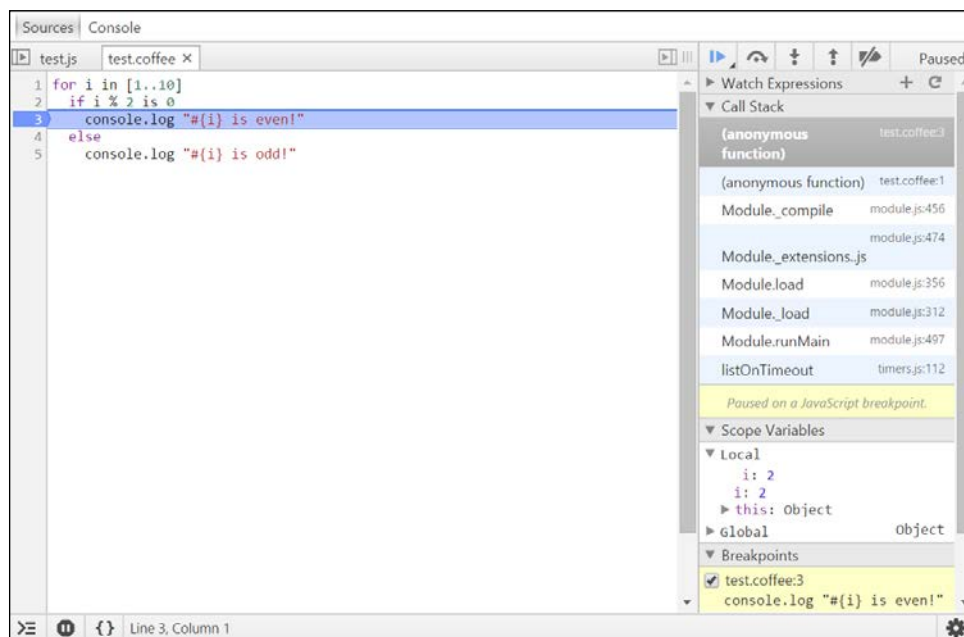 Sources Console
test.js test.coffee ×
Paused
1 for i in [1..10]
2 if i % 2 is 0
3 console.log "#{i} is even!"
4 else
5 console.log "#{i} is odd!"
Watch Expressions
Call Stack
(anonymous function) test.coffee:3
(anonymous function) test.coffee:1
Module._compile module.js:456
module.js:474
Module._extensions..js
Module.load module.js:356
Module._load module.js:312
Module.runMain module.js:497
listOnTimeout timers.js:112
Paused on a JavaScript breakpoint.
Scope Variables
Local
i: 2
i: 2
this: Object
Global Object
Breakpoints
test.coffee:3
console.log "#{i} is even!"
{} Line 3, Column 1